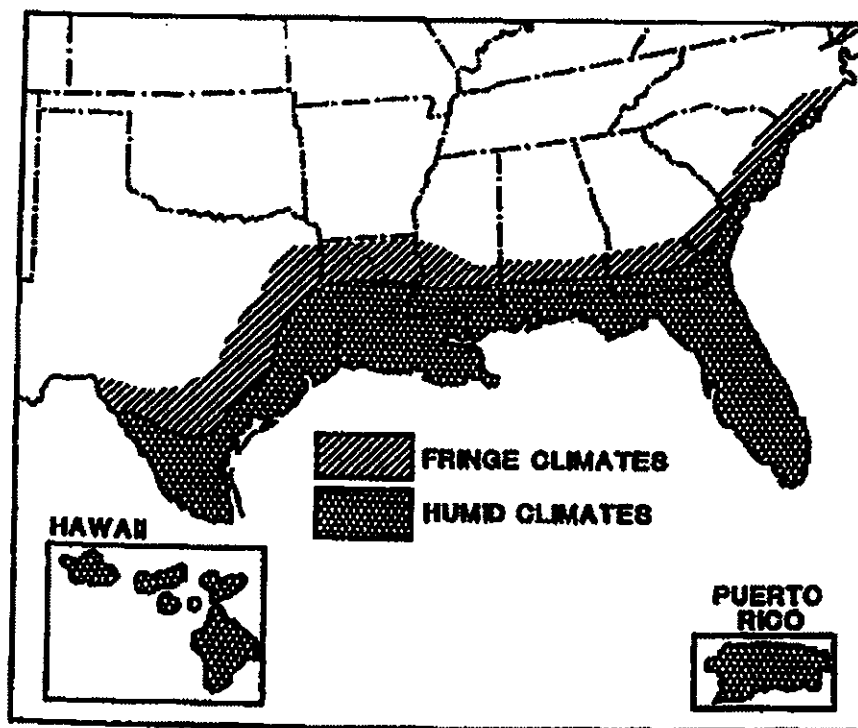 FRINGE CLIMATES
HUMID CLIMATES
HAWAII
PUERTO
RICO